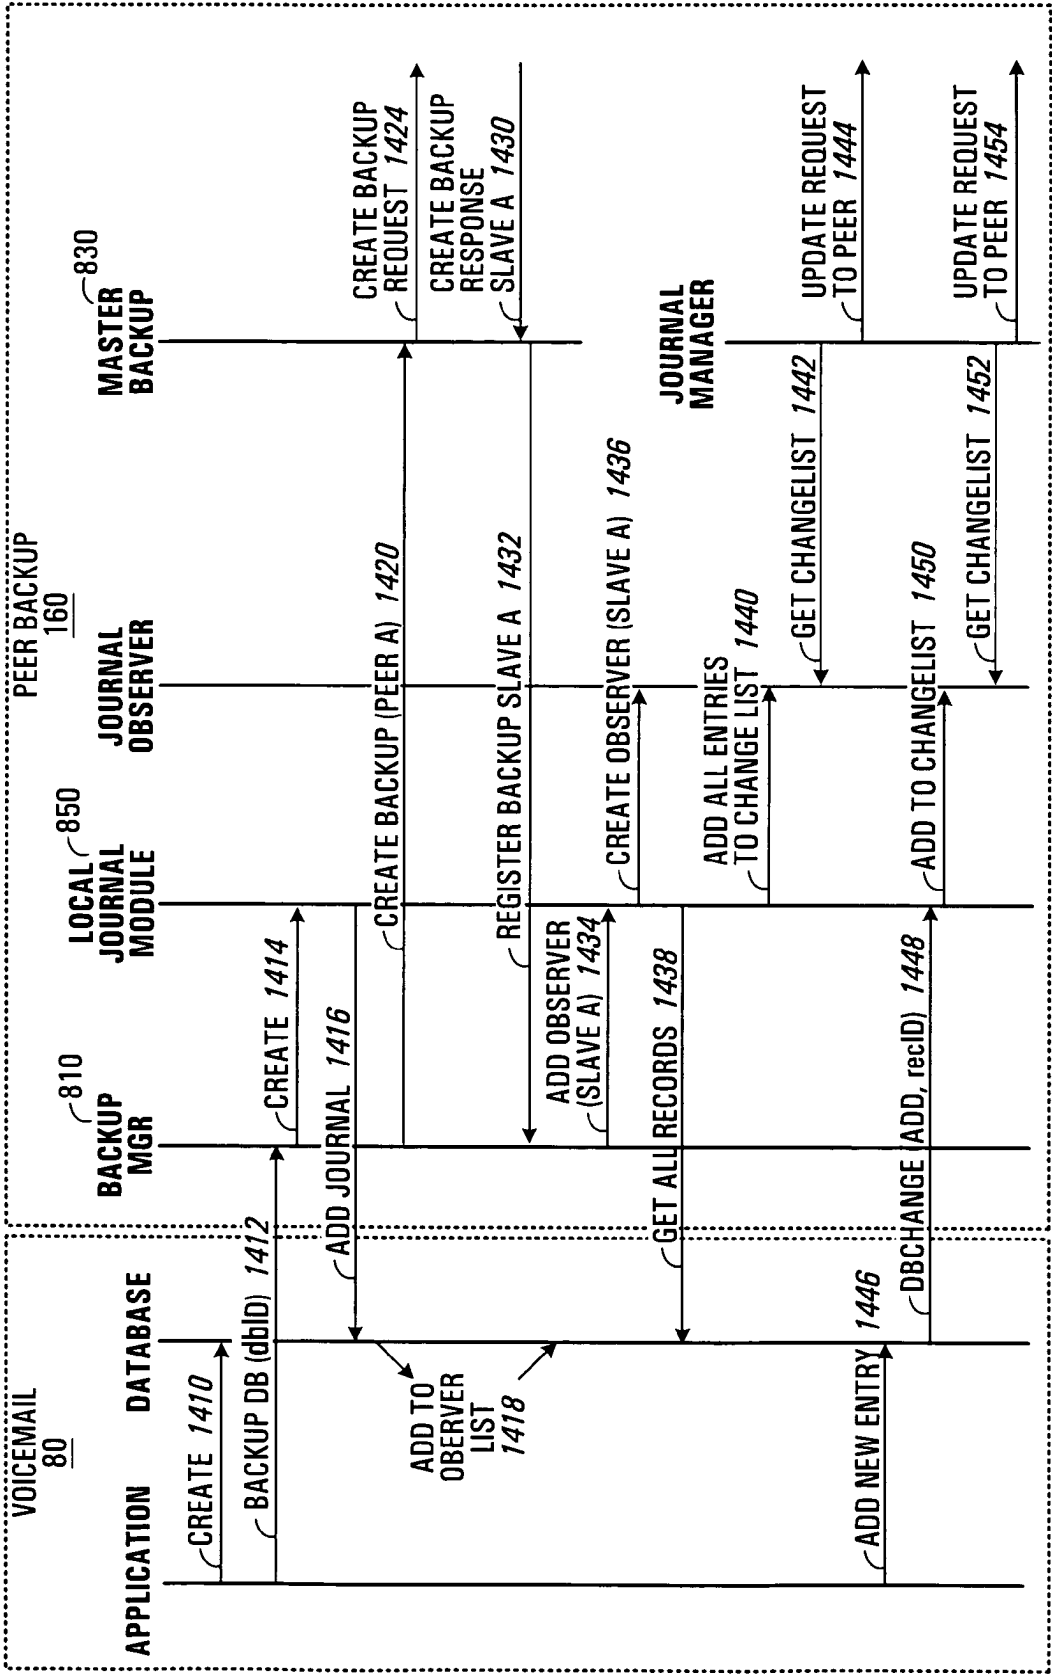 VOICEMAIL
80
PEER BACKUP
160
APPLICATION
DATABASE
BACKUP
MGR
810
LOCAL
JOURNAL
MODULE
850
JOURNAL
OBSERVER
MASTER
BACKUP
830
CREATE 1410
BACKUP DB (dbID) 1412
CREATE 1414
ADD JOURNAL 1416
ADD TO
OBERVER
LIST
1418
CREATE BACKUP (PEER A) 1420
CREATE BACKUP
REQUEST 1424
CREATE BACKUP
RESPONSE
SLAVE A 1430
REGISTER BACKUP SLAVE A 1432
ADD OBSERVER
(SLAVE A) 1434
CREATE OBSERVER (SLAVE A) 1436
GET ALL RECORDS 1438
JOURNAL
MANAGER
ADD ALL ENTRIES
TO CHANGE LIST 1440
GET CHANGELIST 1442
UPDATE REQUEST
TO PEER 1444
ADD NEW ENTRY 1446
DBCHANGE (ADD, recID) 1448
ADD TO CHANGELIST 1450
GET CHANGELIST 1452
UPDATE REQUEST
TO PEER 1454